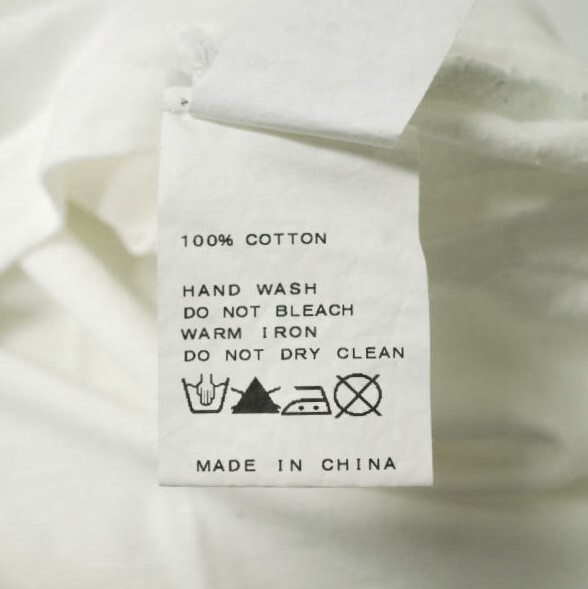 100% COTTON
HAND WASH
DO NOT BLEACH
WARM IRON
DO NOT DRY CLEAN
MADE IN CHINA